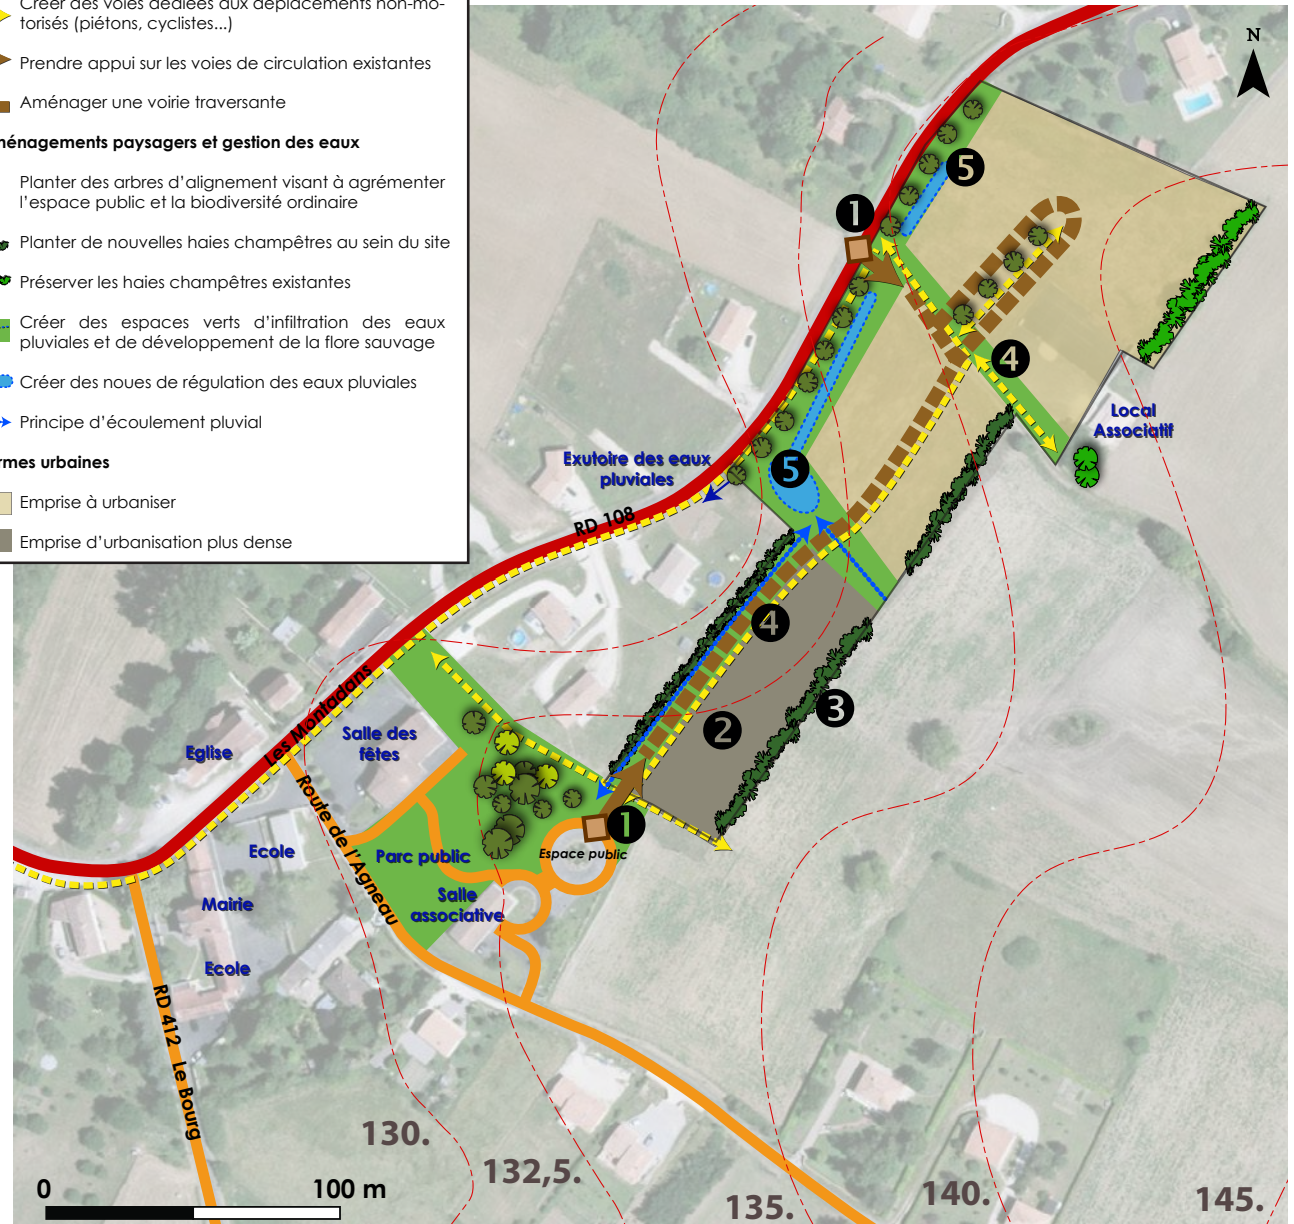 Créer des voies dédiées aux déplacements non-mo-
torisés (piétons, cyclistes...)
Prendre appui sur les voies de circulation existantes
Aménager une voirie traversante
énagements paysagers et gestion des eaux
Planter des arbres d'alignement visant à agrémenter
l'espace public et la biodiversité ordinaire
Planter de nouvelles haies champêtres au sein du site
Préserver les haies champêtres existantes
Créer des espaces verts d'infiltration des eaux
pluviales et de développement de la flore sauvage
Créer des noues de régulation des eaux pluviales
Principe d'écoulement pluvial
rmes urbaines
Emprise à urbaniser
Emprise d'urbanisation plus dense
N
5
1
4
Local
Associatif
Exutoire des eaux
pluviales
5
RD 108
4
3
2
Les Montadans
Eglise
Salle des
fêtes
Route de l'Agneau
1
Espace public
Ecole
Parc public
Mairie
Salle
associative
Ecole
RD 412 Le Bourg
130.
132,5.
135.
140.
145.
0 100 m